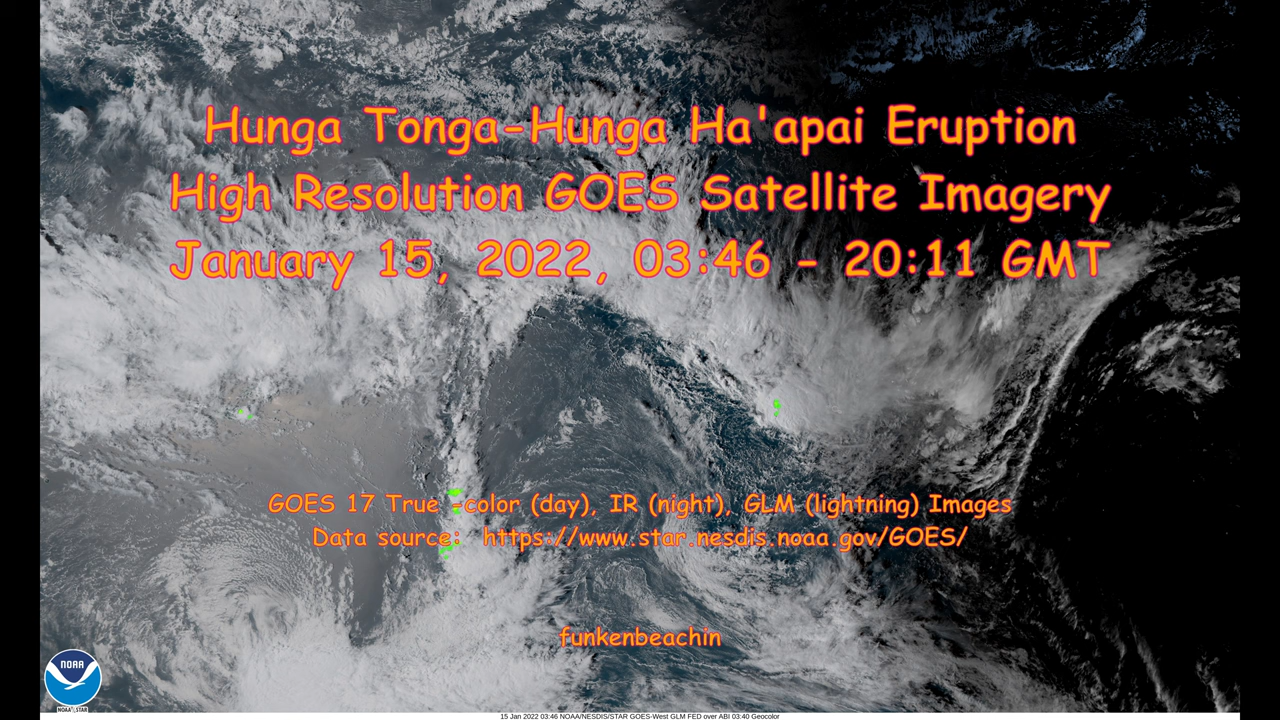 Hunga Tonga-Hunga Ha'apai Eruption
High Resolution GOES Satellite Imagery
January 15, 2022, 03:46 - 20:11 GMT
GOES 17 True -color (day), IR (night), GLM (lightning) Images
Data source:  https://www.star.nesdis.noaa.gov/GOES/
funkenbeachin
NOAA
NOAA STAR
15 Jan 2022 03:46 NOAA/NESDIS/STAR GOES-West GLM FED over ABI 03:40 Geocolor